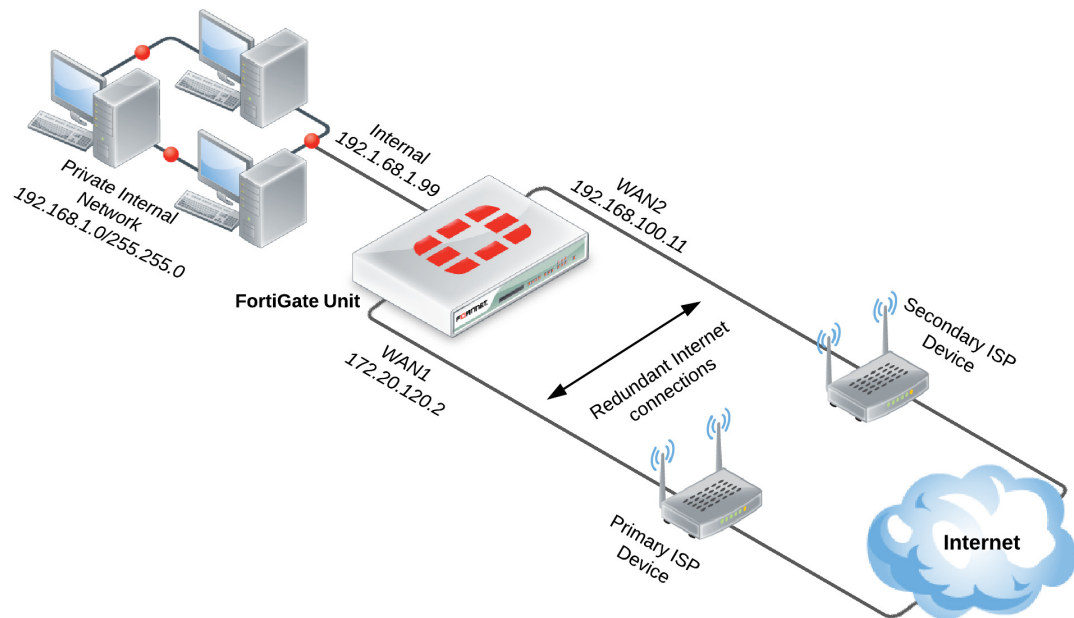 Internal
192.1.68.1.99
Private Internal
Network
192.168.1.0/255.255.0
WAN2
192.168.100.11
FortiGate Unit
FORTINET
WAN1
172.20.120.2
Redundant Internet
connections
Secondary ISP
Device
Primary ISP
Device
Internet